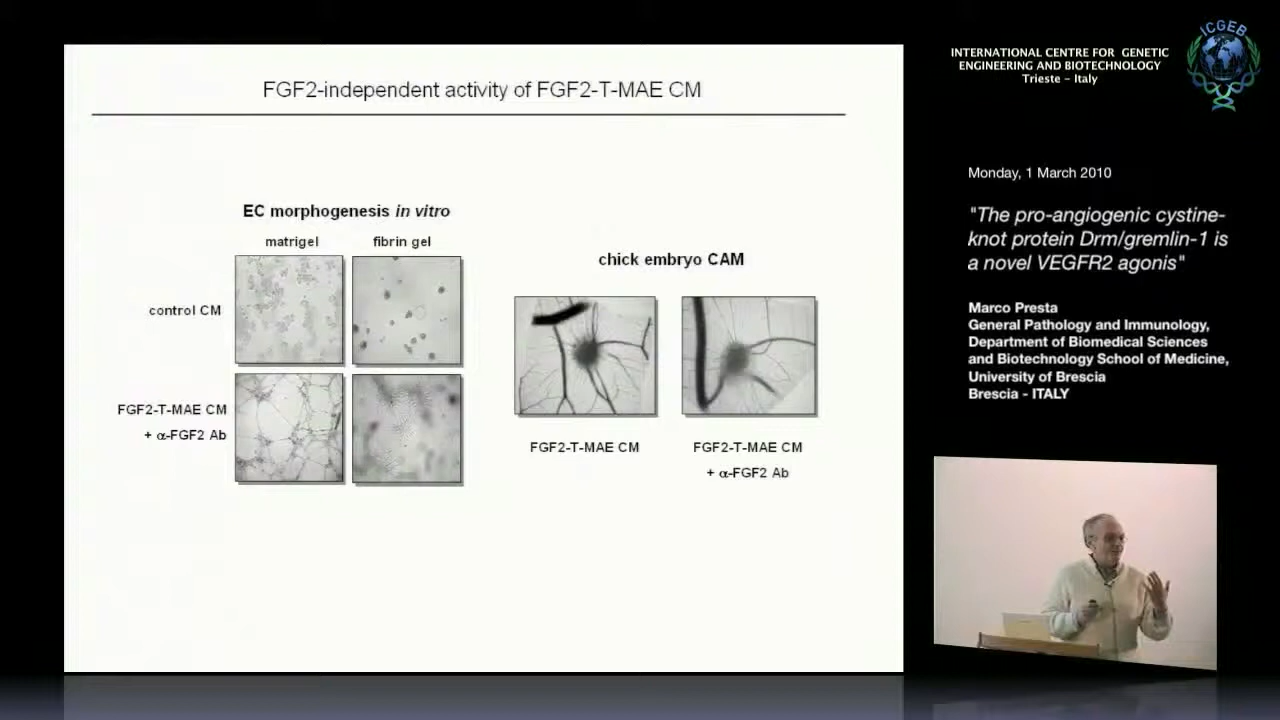 FGF2-independent activity of FGF2-T-MAE CM
EC morphogenesis in vitro
matrigel
fibrin gel
control CM
FGF2-T-MAE CM
+ α-FGF2 Ab
chick embryo CAM
FGF2-T-MAE CM
FGF2-T-MAE CM
+ α-FGF2 Ab
INTERNATIONAL CENTRE FOR GENETIC
ENGINEERING AND BIOTECHNOLOGY
Trieste – Italy
ICGEB
Monday, 1 March 2010
"The pro-angiogenic cystine-
knot protein Drm/gremlin-1 is
a novel VEGFR2 agonis"
Marco Presta
General Pathology and Immunology,
Department of Biomedical Sciences
and Biotechnology School of Medicine,
University of Brescia
Brescia - ITALY